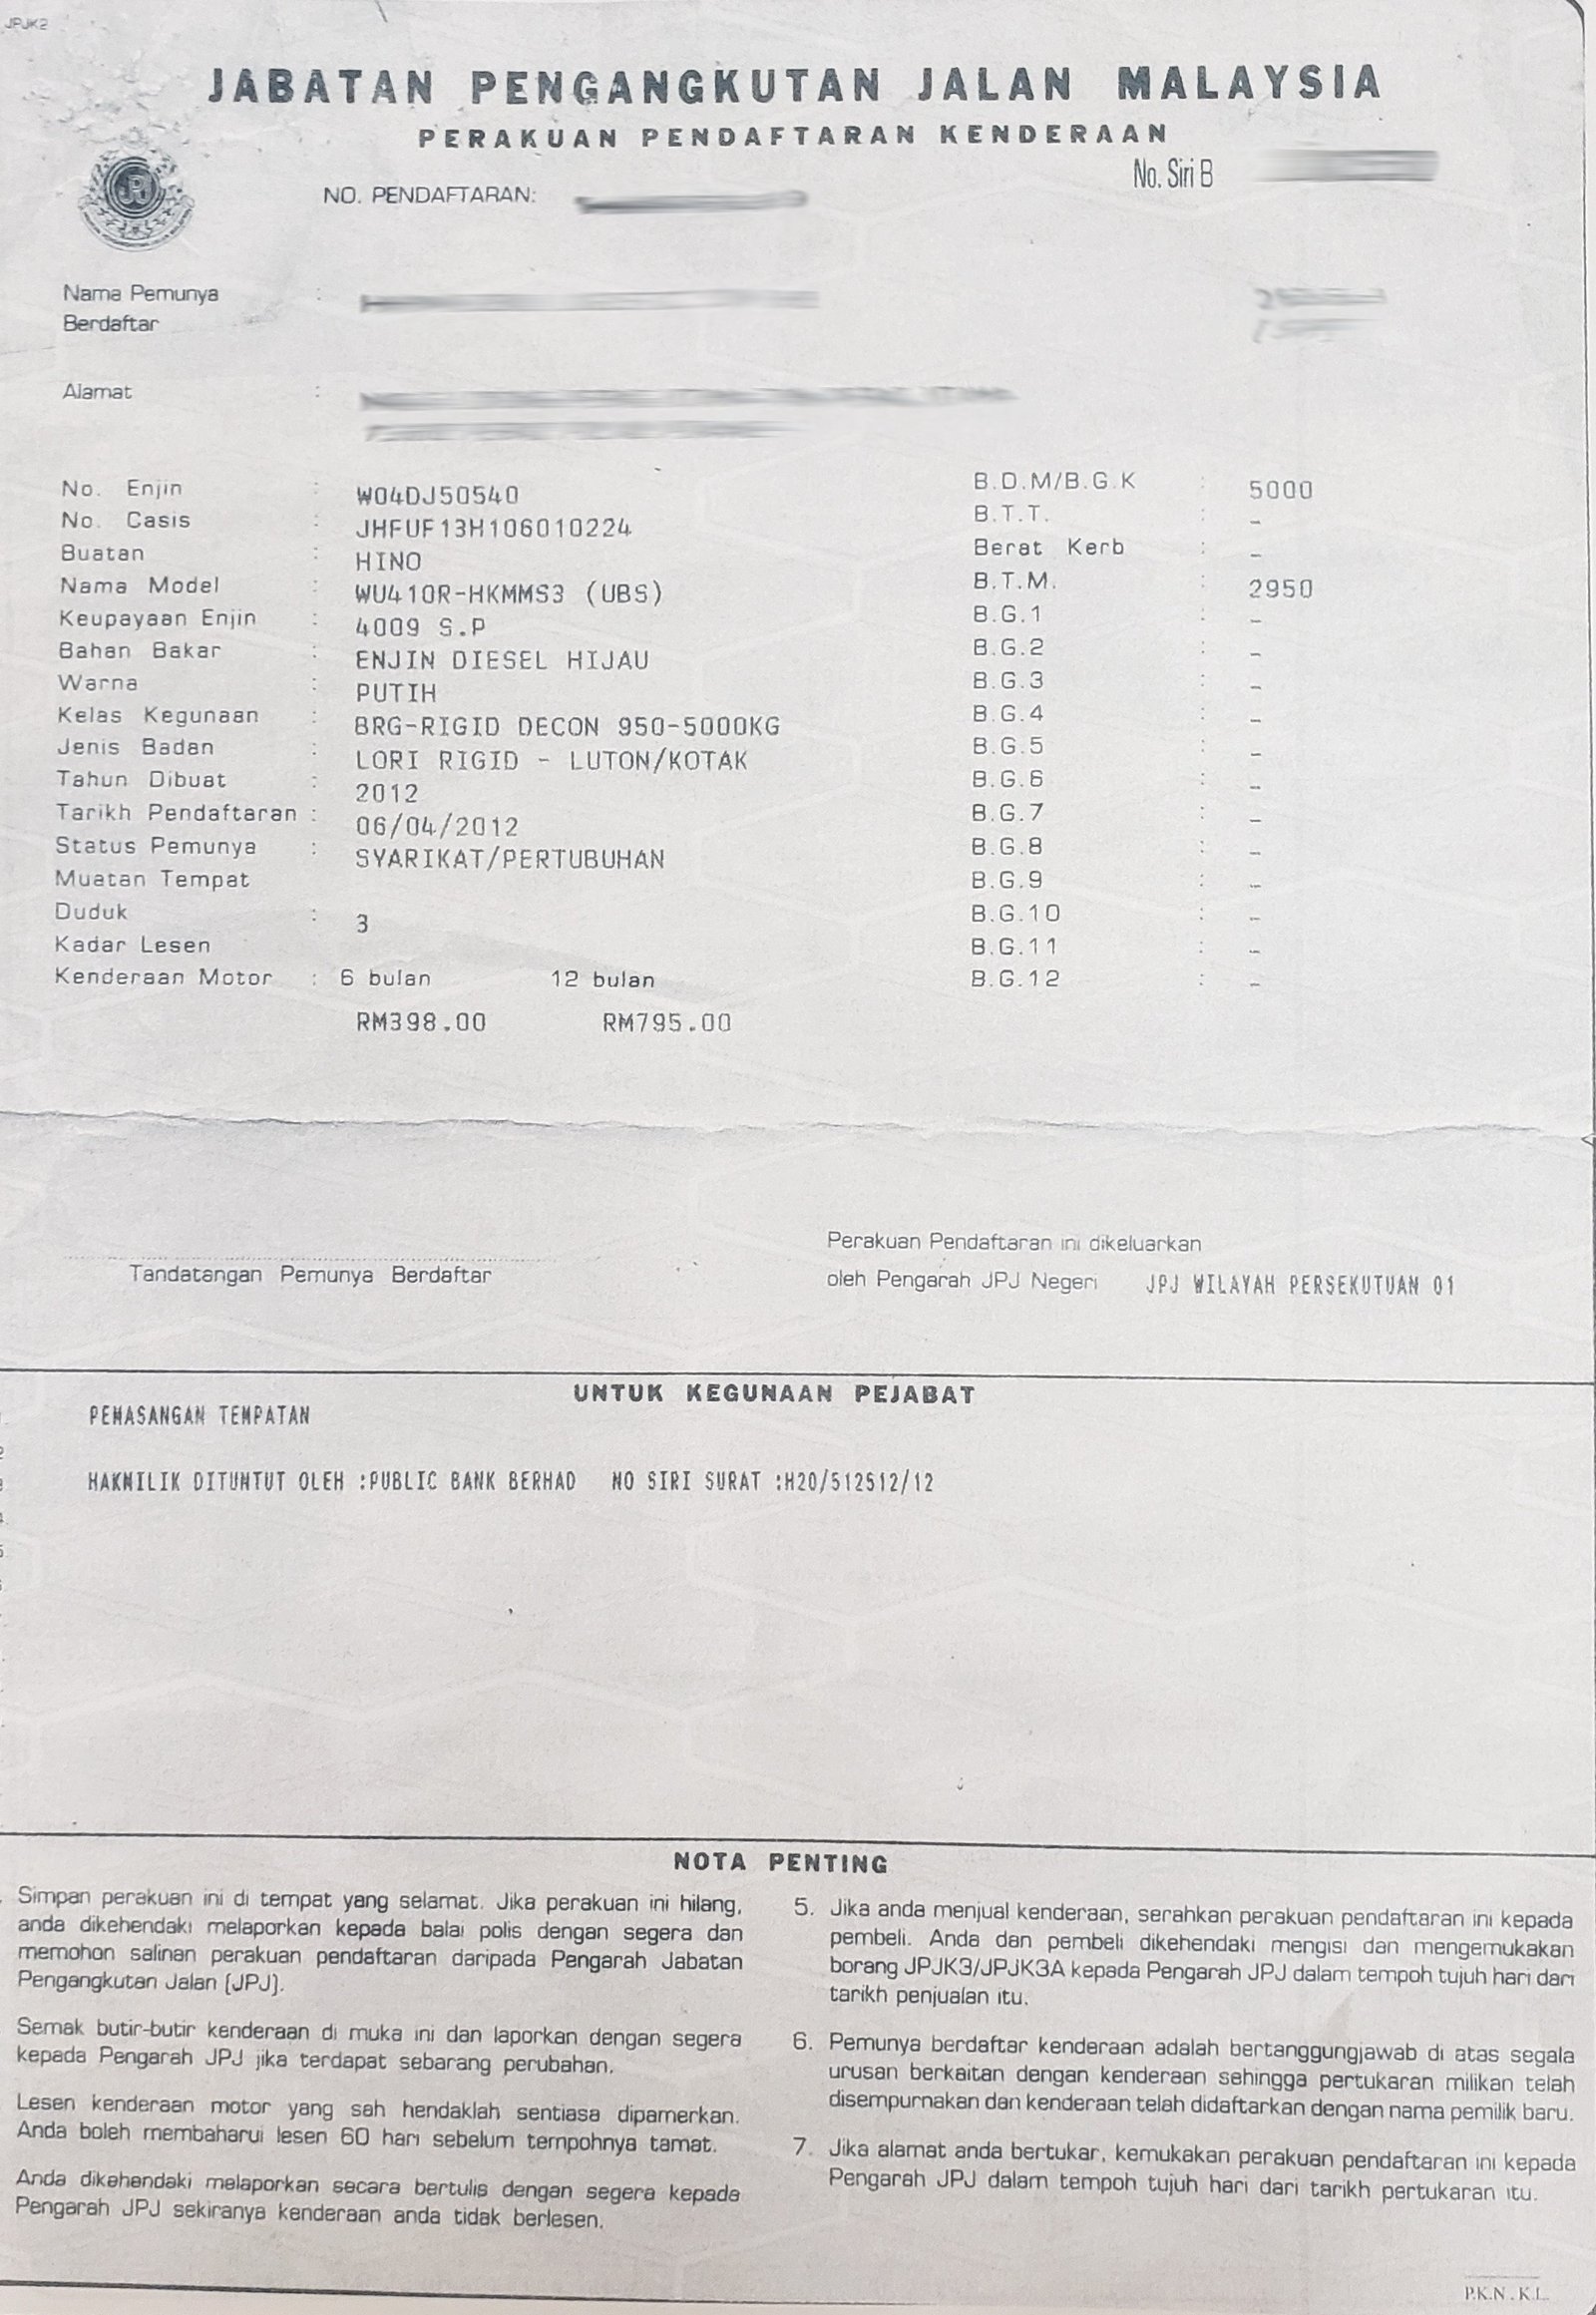 JPJK2
JABATAN PENGANGKUTAN JALAN MALAYSIA
PERAKUAN PENDAFTARAN KENDERAAN
No. Siri B
NO. PENDAFTARAN:
Nama Pemunya :
Berdaftar
Alamat :
No. Enjin : W04DJ50540
No. Casis : JHFUF13H106010224
Buatan : HINO
Nama Model : WU410R-HKMMS3 (UBS)
Keupayaan Enjin : 4009 S.P
Bahan Bakar : ENJIN DIESEL HIJAU
Warna : PUTIH
Kelas Kegunaan : BRG-RIGID DECON 950-5000KG
Jenis Badan : LORI RIGID - LUTON/KOTAK
Tahun Dibuat : 2012
Tarikh Pendaftaran : 06/04/2012
Status Pemunya : SYARIKAT/PERTUBUHAN
Muatan Tempat
Duduk : 3
Kadar Lesen
Kenderaan Motor : 6 bulan 12 bulan
RM398.00 RM795.00
B.D.M/B.G.K : 5000
B.T.T. : -
Berat Kerb : -
B.T.M. : 2950
B.G.1 : -
B.G.2 : -
B.G.3 : -
B.G.4 : -
B.G.5 : -
B.G.6 : -
B.G.7 : -
B.G.8 : -
B.G.9 : -
B.G.10 : -
B.G.11 : -
B.G.12 : -
Tandatangan Pemunya Berdaftar
Perakuan Pendaftaran ini dikeluarkan
oleh Pengarah JPJ Negeri JPJ WILAYAH PERSEKUTUAN 01
UNTUK KEGUNAAN PEJABAT
PEMASANGAN TEMPATAN
HAKMILIK DITUNTUT OLEH :PUBLIC BANK BERHAD NO SIRI SURAT :H20/512512/12
NOTA PENTING
Simpan perakuan ini di tempat yang selamat. Jika perakuan ini hilang,
anda dikehendaki melaporkan kepada balai polis dengan segera dan
memohon salinan perakuan pendaftaran daripada Pengarah Jabatan
Pengangkutan Jalan (JPJ).
Semak butir-butir kenderaan di muka ini dan laporkan dengan segera
kepada Pengarah JPJ jika terdapat sebarang perubahan.
Lesen kenderaan motor yang sah hendaklah sentiasa dipamerkan.
Anda boleh membaharui lesen 60 hari sebelum tempohnya tamat.
Anda dikehendaki melaporkan secara bertulis dengan segera kepada
Pengarah JPJ sekiranya kenderaan anda tidak berlesen.
5. Jika anda menjual kenderaan, serahkan perakuan pendaftaran ini kepada
pembeli. Anda dan pembeli dikehendaki mengisi dan mengemukakan
borang JPJK3/JPJK3A kepada Pengarah JPJ dalam tempoh tujuh hari dari
tarikh penjualan itu.
6. Pemunya berdaftar kenderaan adalah bertanggungjawab di atas segala
urusan berkaitan dengan kenderaan sehingga pertukaran milikan telah
disempurnakan dan kenderaan telah didaftarkan dengan nama pemilik baru.
7. Jika alamat anda bertukar, kemukakan perakuan pendaftaran ini kepada
Pengarah JPJ dalam tempoh tujuh hari dari tarikh pertukaran itu.
P.K.N. K.L.